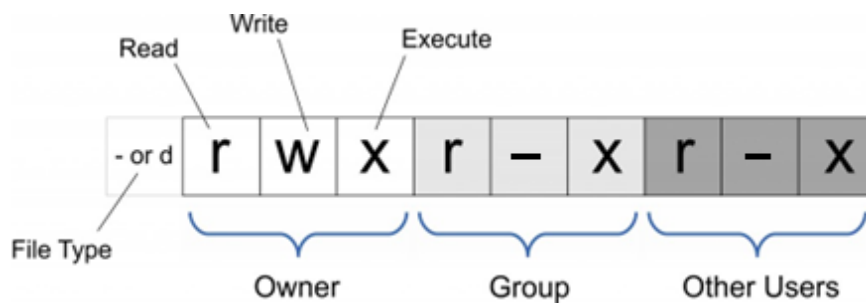 Write
Read
Execute
- or d r w x r – x r – x
File Type
Owner Group Other Users